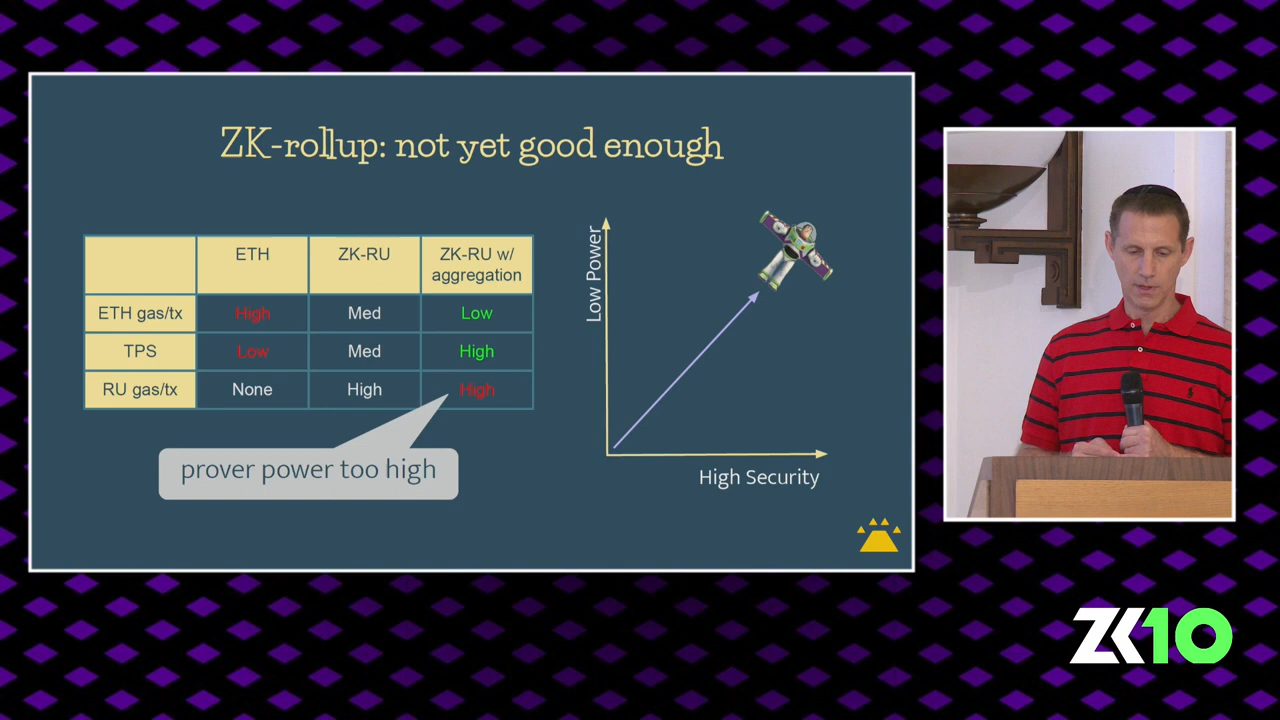 ZK-rollup: not yet good enough
ETH ZK-RU ZK-RU w/
aggregation
ETH gas/tx High Med Low
TPS Low Med High
RU gas/tx None High High
prover power too high
Low Power
High Security
ZK10